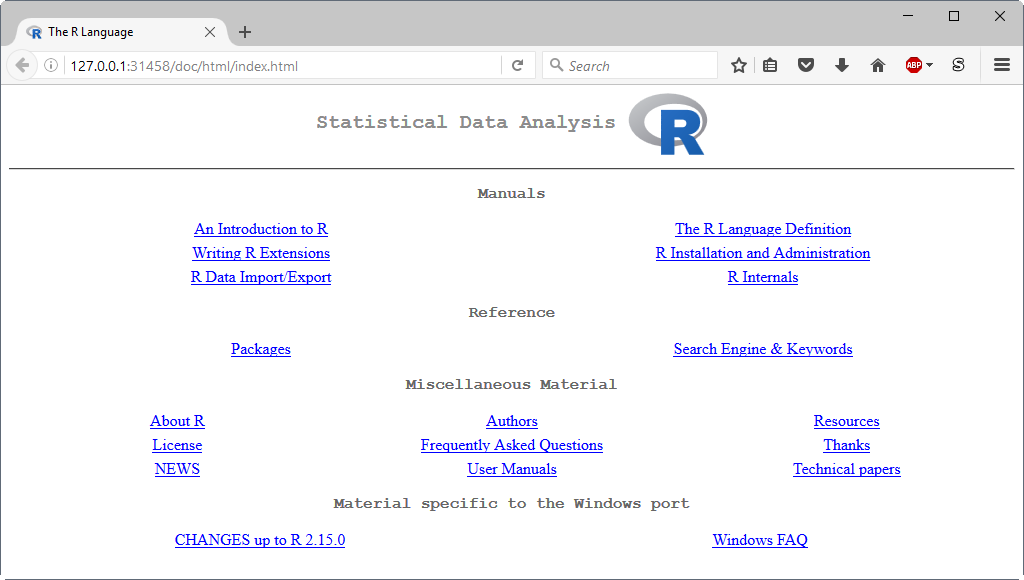 The R Language
127.0.0.1:31458/doc/html/index.html
Search
ABP
S
Statistical Data Analysis R
Manuals
An Introduction to R The R Language Definition
Writing R Extensions R Installation and Administration
R Data Import/Export R Internals
Reference
Packages Search Engine & Keywords
Miscellaneous Material
About R Authors Resources
License Frequently Asked Questions Thanks
NEWS User Manuals Technical papers
Material specific to the Windows port
CHANGES up to R 2.15.0 Windows FAQ